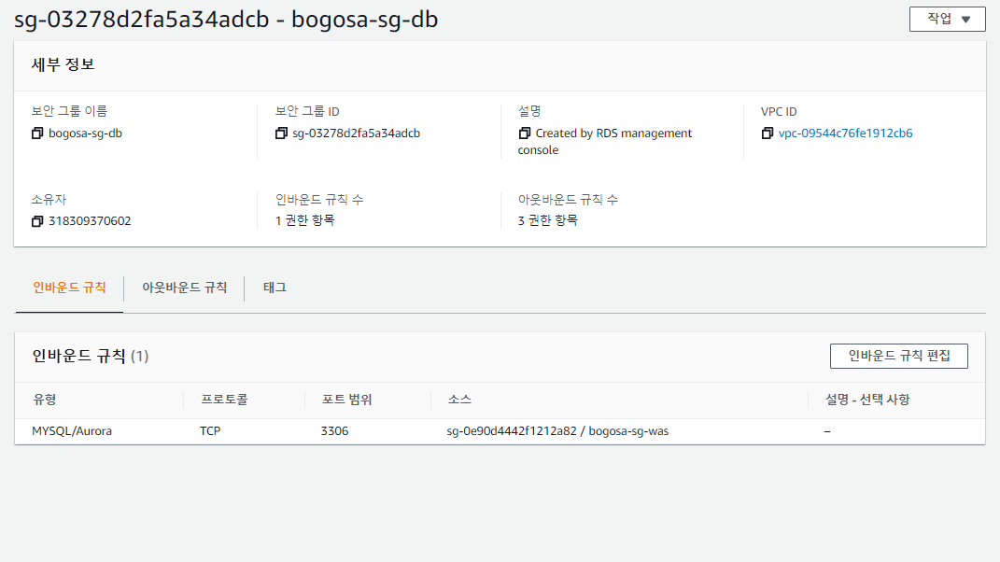 sg-03278d2fa5a34adcb - bogosa-sg-db
작업
세부 정보
보안 그룹 이름
bogosa-sg-db
보안 그룹 ID
sg-03278d2fa5a34adcb
설명
Created by RDS management
console
VPC ID
vpc-09544c76fe1912cb6
소유자
318309370602
인바운드 규칙 수
1 권한 항목
아웃바운드 규칙 수
3 권한 항목
인바운드 규칙 아웃바운드 규칙 태그
인바운드 규칙 (1)
인바운드 규칙 편집
유형 프로토콜 포트 범위 소스 설명 - 선택 사항
MYSQL/Aurora TCP 3306 sg-0e90d4442f1212a82 / bogosa-sg-was –